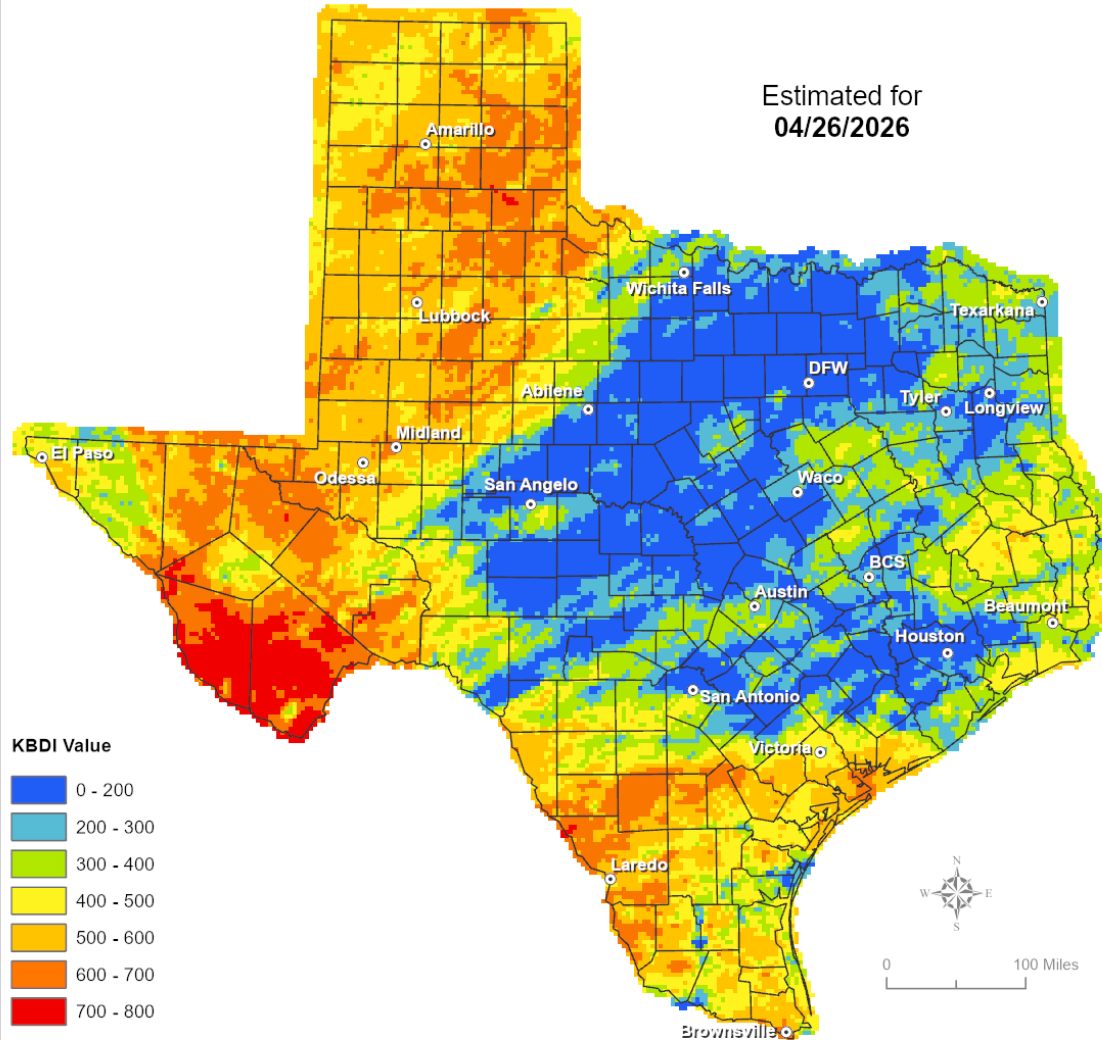 Estimated for
04/26/2026
Amarillo
Wichita Falls
Lubbock
Texarkana
DFW
Abilene
Tyler
Longview
Midland
El Paso
Odessa
San Angelo
Waco
BCS
Austin
Beaumont
Houston
San Antonio
Victoria
Laredo
Brownsville
KBDI Value
0 - 200
200 - 300
300 - 400
400 - 500
500 - 600
600 - 700
700 - 800
N
W E
S
0 100 Miles